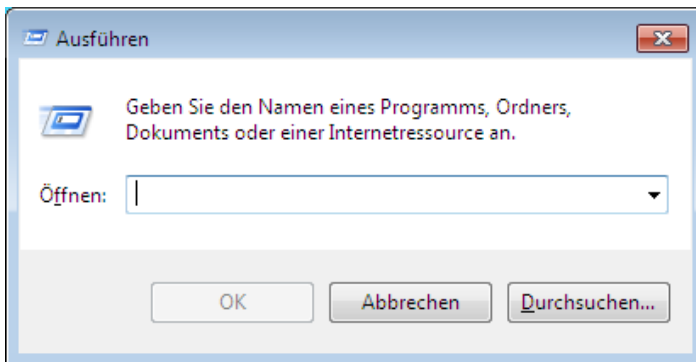 Ausführen
Geben Sie den Namen eines Programms, Ordners,
Dokuments oder einer Internetressource an.
Öffnen:
OK Abbrechen Durchsuchen...